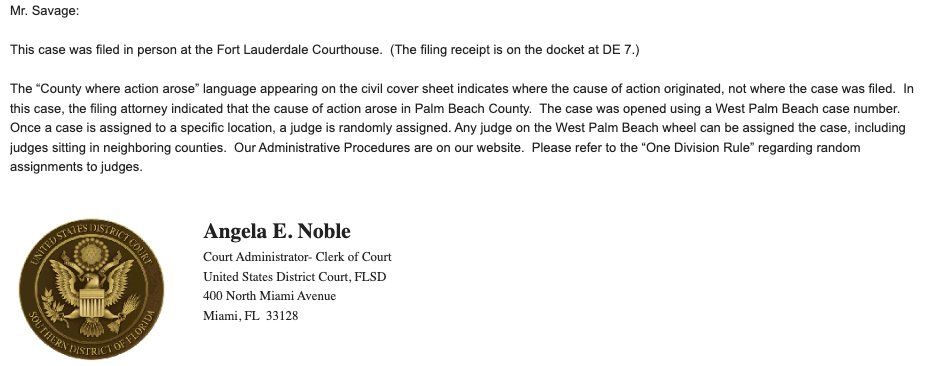 Mr. Savage:
This case was filed in person at the Fort Lauderdale Courthouse.  (The filing receipt is on the docket at DE 7.)
The “County where action arose” language appearing on the civil cover sheet indicates where the cause of action originated, not where the case was filed.  In
this case, the filing attorney indicated that the cause of action arose in Palm Beach County.  The case was opened using a West Palm Beach case number.
Once a case is assigned to a specific location, a judge is randomly assigned. Any judge on the West Palm Beach wheel can be assigned the case, including
judges sitting in neighboring counties.  Our Administrative Procedures are on our website.  Please refer to the “One Division Rule” regarding random
assignments to judges.
UNITED STATES DISTRICT COURT
SOUTHERN DISTRICT OF FLORIDA
Angela E. Noble
Court Administrator- Clerk of Court
United States District Court, FLSD
400 North Miami Avenue
Miami, FL  33128